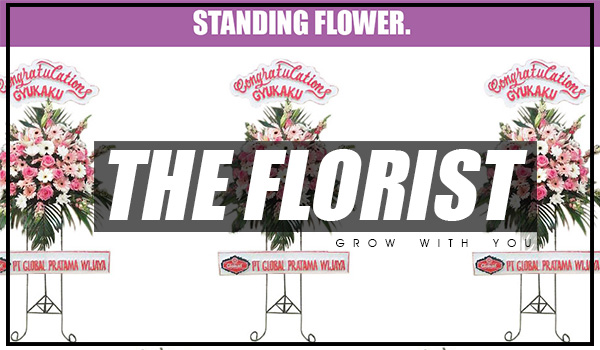 STANDING FLOWER.
Congratulations
GYUKAKU
Congratulations
GYUKAKU
Congratulations
GYUKAKU
THE FLORIST
GROW WITH YOU
PT GLOBAL PRATAMA WIJAYA
PT GLOBAL PRATAMA WIJAYA
PT GLOBAL PRATAMA WIJAYA